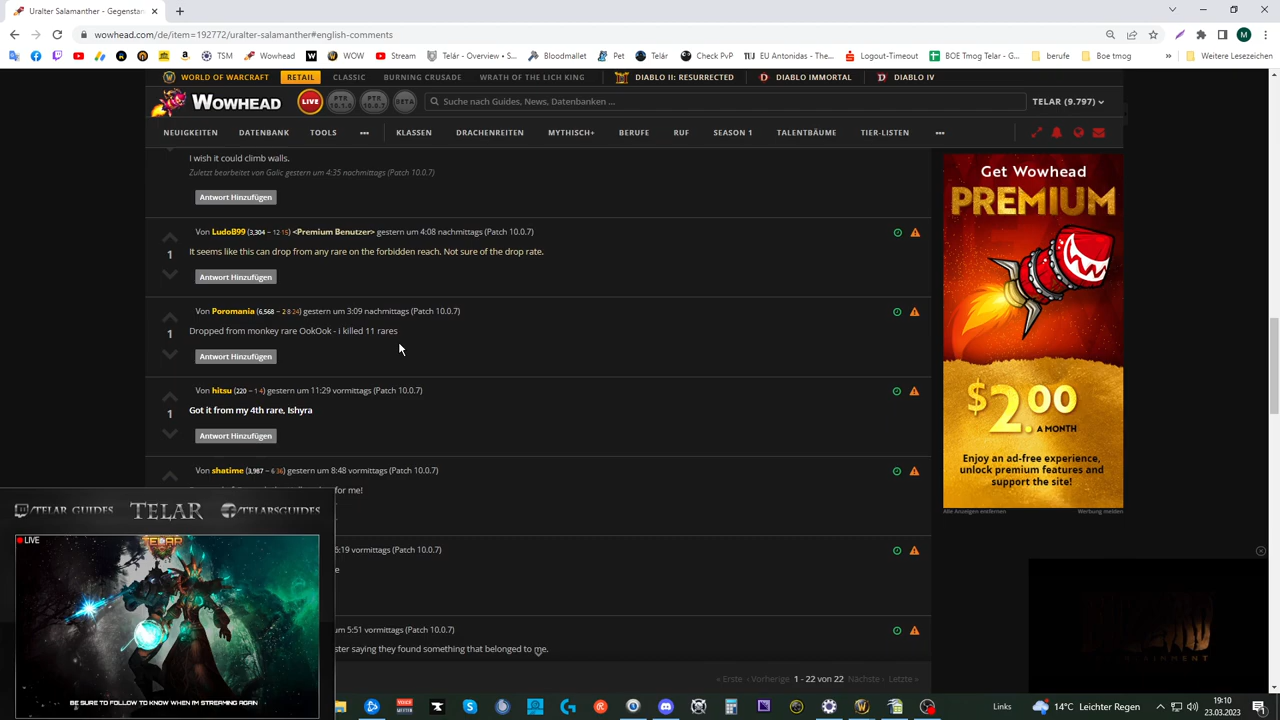 Uralter Salamander - Gegenstan
wowhead.com/de/item=192772/uralter-salamather#english-comments
TSM
Wowhead
WOW
Stream
Telár - Overview •...
Bloodmallet
Pet
Telár
Check PvP
EU Antonidas - The...
Logout-Timeout
BOE Tmog Telar - G...
berufe
Boe Tmog
»
Weitere Lesezeichen
WORLD OF WARCRAFT
RETAIL
CLASSIC
BURNING CRUSADE
WRATH OF THE LICH KING
DIABLO II: RESURRECTED
DIABLO IMMORTAL
DIABLO IV
WOWHEAD
LIVE
PTR 10.1.0
PTR 10.0.7
BETA
Suche nach Guides, News, Datenbanken ...
TELAR (9.797)
NEUIGKEITEN
DATENBANK
TOOLS
•••
KLASSEN
DRACHENREITEN
MYTHISCH+
BERUFE
RUF
SEASON 1
TALENTBÄUME
TIER-LISTEN
•••
I wish it could climb walls.
Zuletzt bearbeitet von Galic gestern um 4:35 nachmittags (Patch 10.0.7)
Antwort Hinzufügen
Von LudoB99 (3,304 – 12 15) <Premium Benutzer> gestern um 4:08 nachmittags (Patch 10.0.7)
1
It seems like this can drop from any rare on the forbidden reach. Not sure of the drop rate.
Antwort Hinzufügen
Von Poromania (6,568 – 2 8 24) gestern um 3:09 nachmittags (Patch 10.0.7)
1
Dropped from monkey rare OokOok - i killed 11 rares
Antwort Hinzufügen
Von hitsu (220 – 1 4) gestern um 11:29 vormittags (Patch 10.0.7)
1
Got it from my 4th rare, Ishyra
Antwort Hinzufügen
Von shatime (3,987 – 6 36) gestern um 8:48 vormittags (Patch 10.0.7)
for me!
6:19 vormittags (Patch 10.0.7)
um 5:51 vormittags (Patch 10.0.7)
ster saying they found something that belonged to me.
« Erste ‹ Vorherige 1 - 22 von 22 Nächste › Letzte »
Get Wowhead
PREMIUM
$2.00
A MONTH
Enjoy an ad-free experience,
unlock premium features and
support the site!
Alle Anzeigen entfernen
Werbung melden
/TELAR GUIDES
TELAR
/TELARSGUIDES
LIVE
TELAR
BE SURE TO FOLLOW TO KNOW WHEN I'M STREAMING AGAIN
Links
14°C Leichter Regen
19:10
23.03.2023